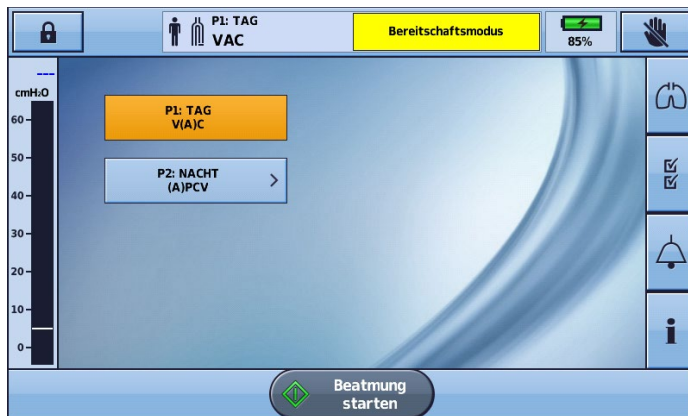 P1: TAG
VAC
Bereitschaftsmodus
85%
---
cmH₂O
60
50
40
30
20
10
0
P1: TAG
V(A)C
P2: NACHT
(A)PCV
Beatmung
starten